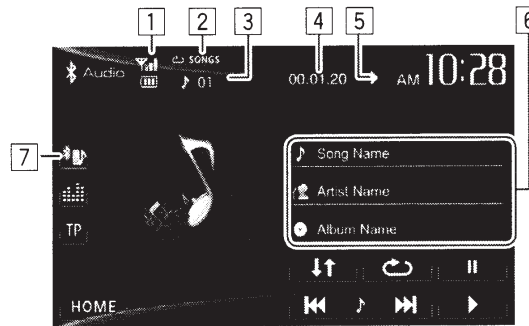 1 2 3 4 5 6
Audio SONGS
01 00.01.20 AM 10:28
7
Song Name
Artist Name
Album Name
TP
HOME